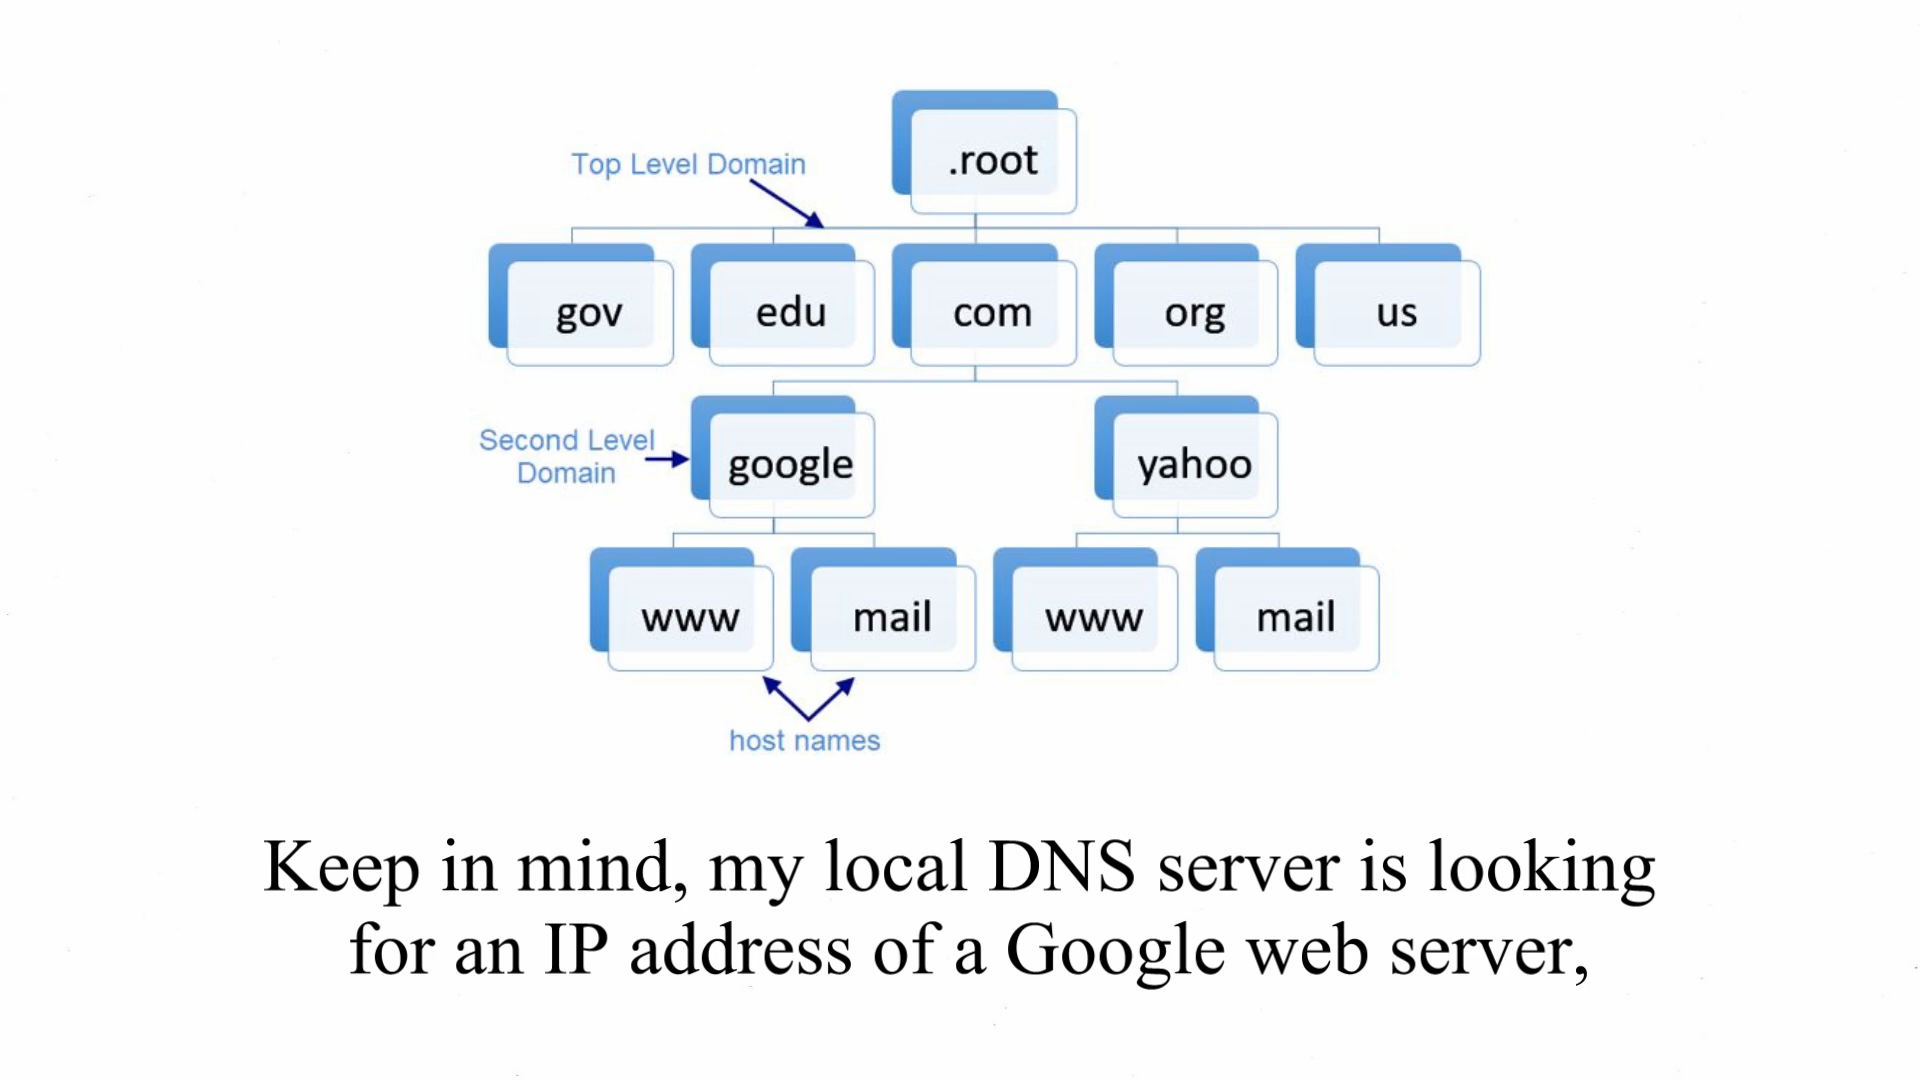 .root
Top Level Domain
gov edu com org us
Second Level
Domain
google yahoo
www mail www mail
host names
Keep in mind, my local DNS server is looking
for an IP address of a Google web server,